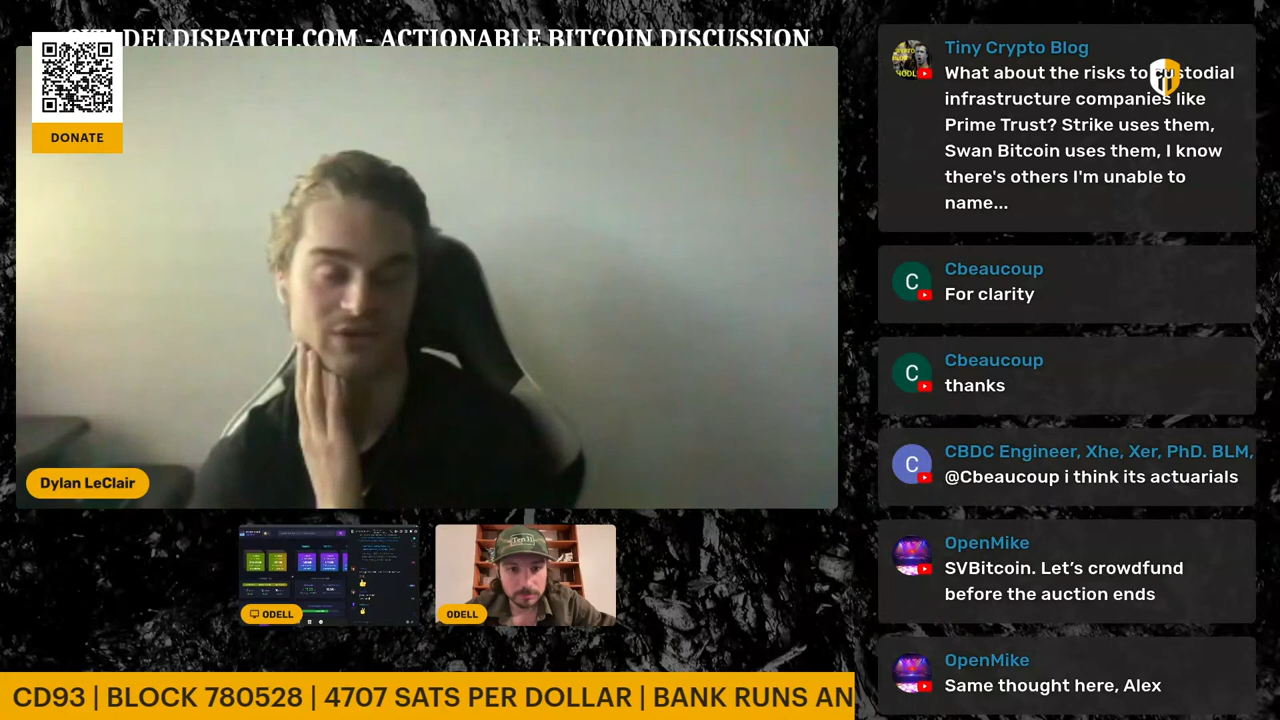 CITADELDISPATCH.COM - ACTIONABLE BITCOIN DISCUSSION
DONATE
Dylan LeClair
ODELL
ODELL
CD93 | BLOCK 780528 | 4707 SATS PER DOLLAR | BANK RUNS AN
Tiny Crypto Blog
What about the risks to custodial
infrastructure companies like
Prime Trust? Strike uses them,
Swan Bitcoin uses them, I know
there's others I'm unable to
name...
C
Cbeaucoup
For clarity
C
Cbeaucoup
thanks
C
CBDC Engineer, Xhe, Xer, PhD. BLM,
@Cbeaucoup i think its actuarials
OpenMike
SVBitcoin. Let's crowdfund
before the auction ends
OpenMike
Same thought here, Alex